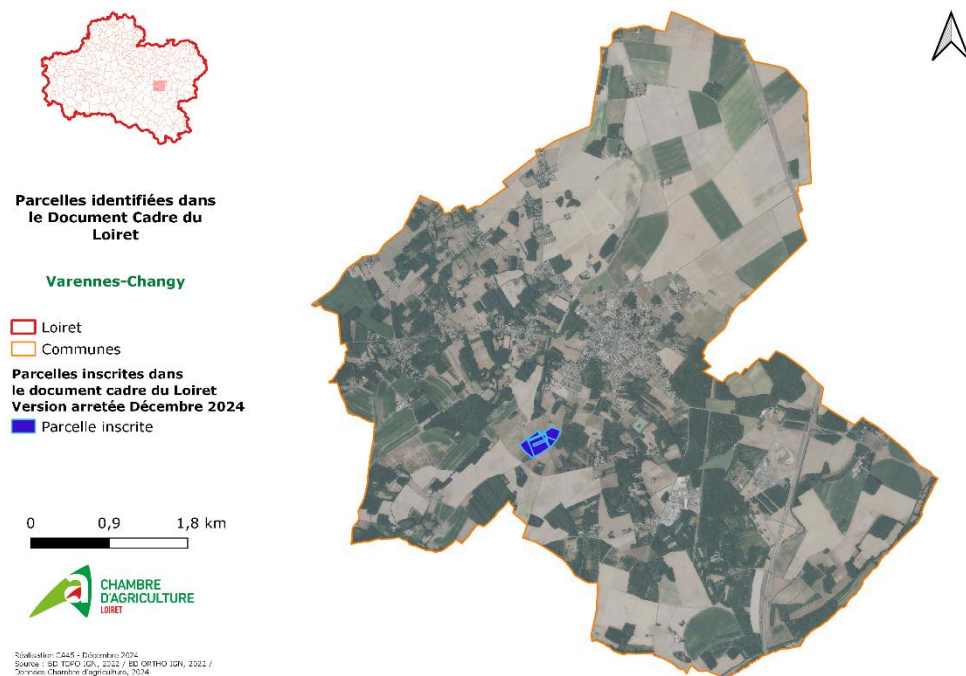 Parcelles identifiées dans
le Document Cadre du
Loiret
Varennes-Changy
Loiret
Communes
Parcelles inscrites dans
le document cadre du Loiret
Version arretée Décembre 2024
Parcelle inscrite
0 0,9 1,8 km
a
CHAMBRE
D'AGRICULTURE
LOIRET
Réalisation CA45 - Décembre 2024
Source : BD TOPO IGN, 2022 / BD ORTHO IGN, 2022 /
Données Chambre d'agriculture, 2024